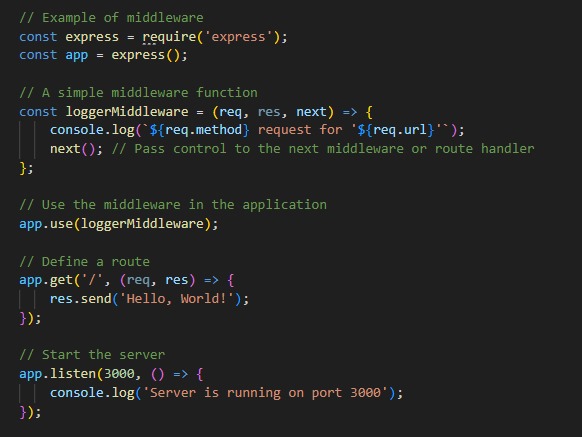 // Example of middleware
const express = require('express');
const app = express();

// A simple middleware function
const loggerMiddleware = (req, res, next) => {
    console.log(`${req.method} request for '${req.url}'`);
    next(); // Pass control to the next middleware or route handler
};

// Use the middleware in the application
app.use(loggerMiddleware);

// Define a route
app.get('/', (req, res) => {
    res.send('Hello, World!');
});

// Start the server
app.listen(3000, () => {
    console.log('Server is running on port 3000');
});